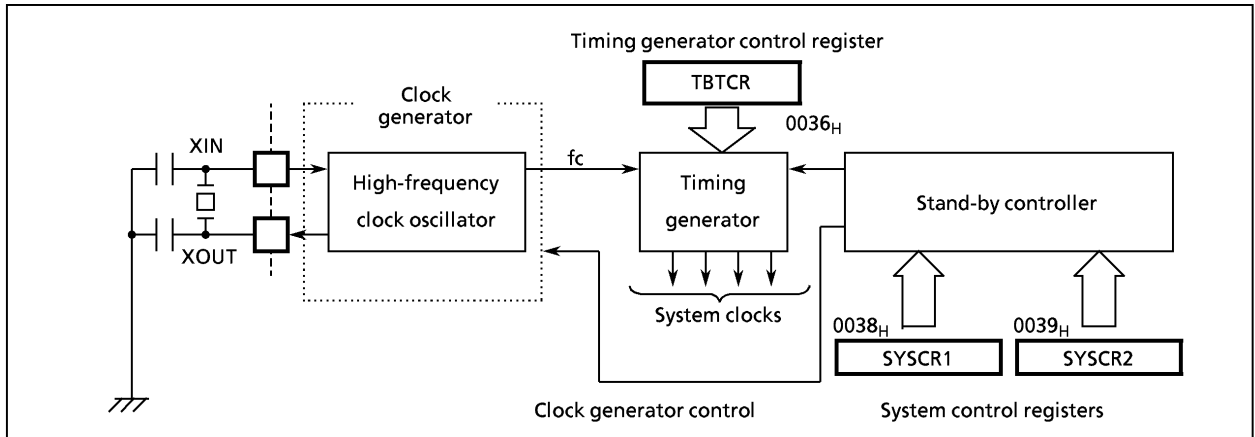 Timing generator control register
TBTCR
0036H
Clock
generator
XIN
High-frequency
clock oscillator
fc
Timing
generator
Stand-by controller
XOUT
System clocks
0038H
SYSCR1
0039H
SYSCR2
Clock generator control
System control registers